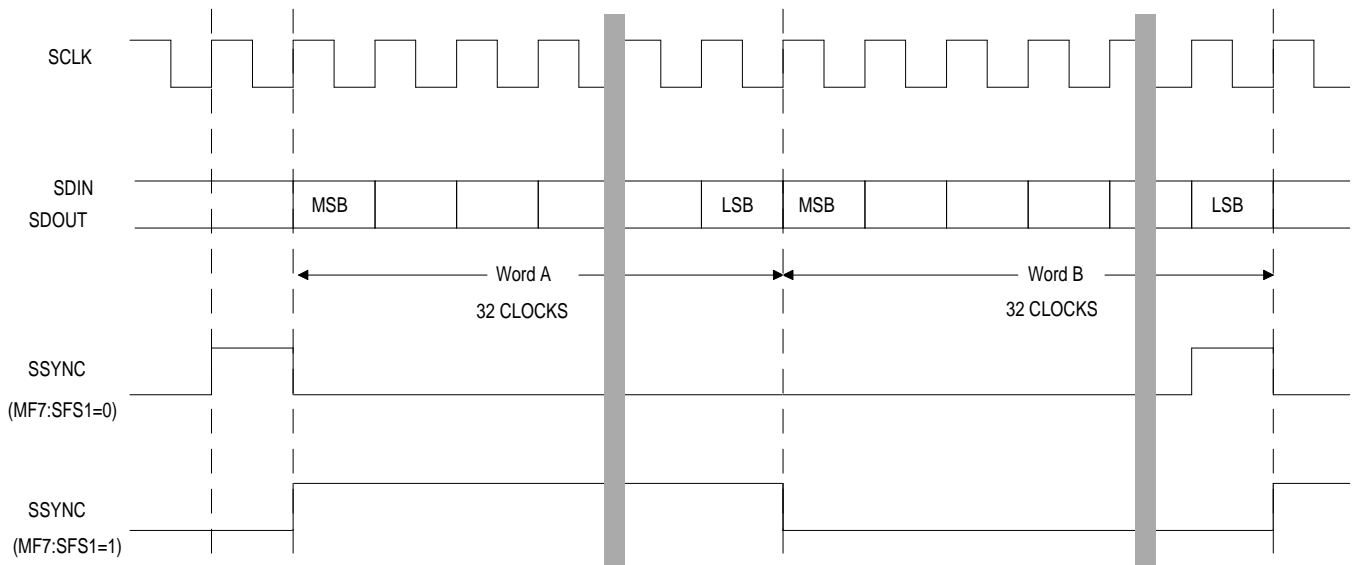 SCLK
SDIN
SDOUT
MSB
LSB
MSB
LSB
Word A
32 CLOCKS
Word B
32 CLOCKS
SSYNC
(MF7:SFS1=0)
SSYNC
(MF7:SFS1=1)